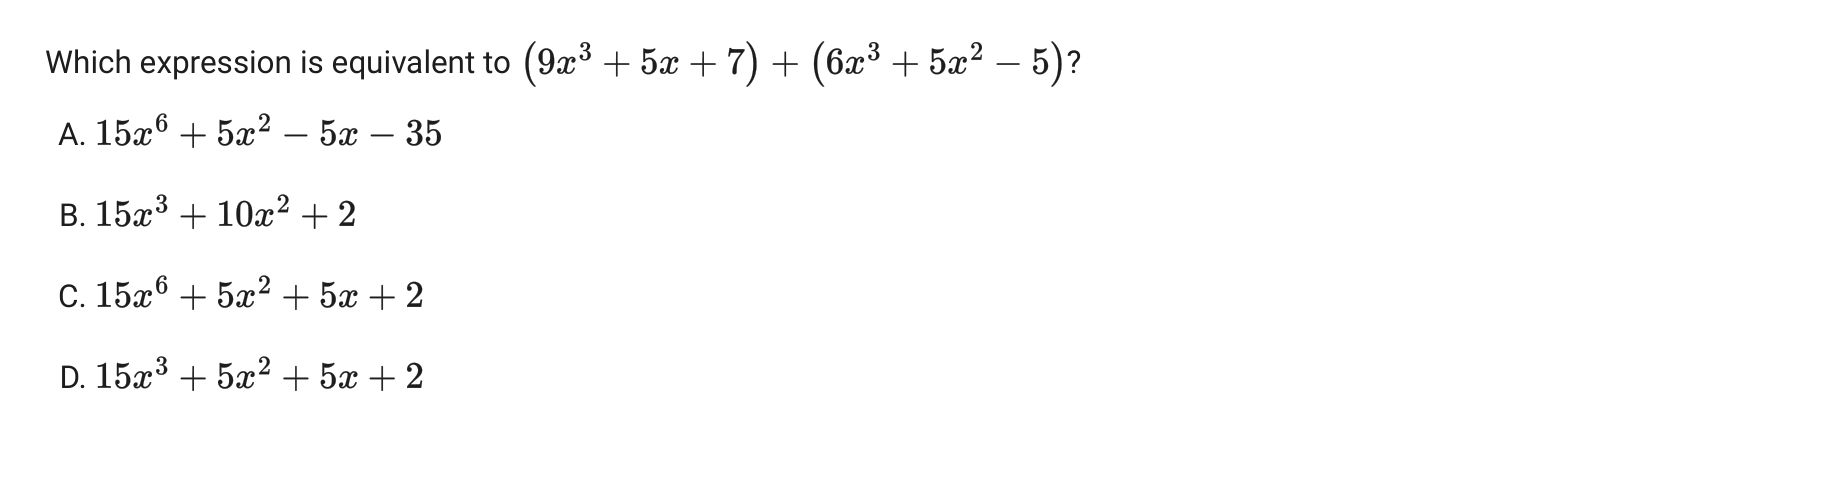 Which expression is equivalent to (9x³ + 5x + 7) + (6x³ + 5x² − 5)?
A. 15x⁶ + 5x² − 5x − 35
B. 15x³ + 10x² + 2
C. 15x⁶ + 5x² + 5x + 2
D. 15x³ + 5x² + 5x + 2